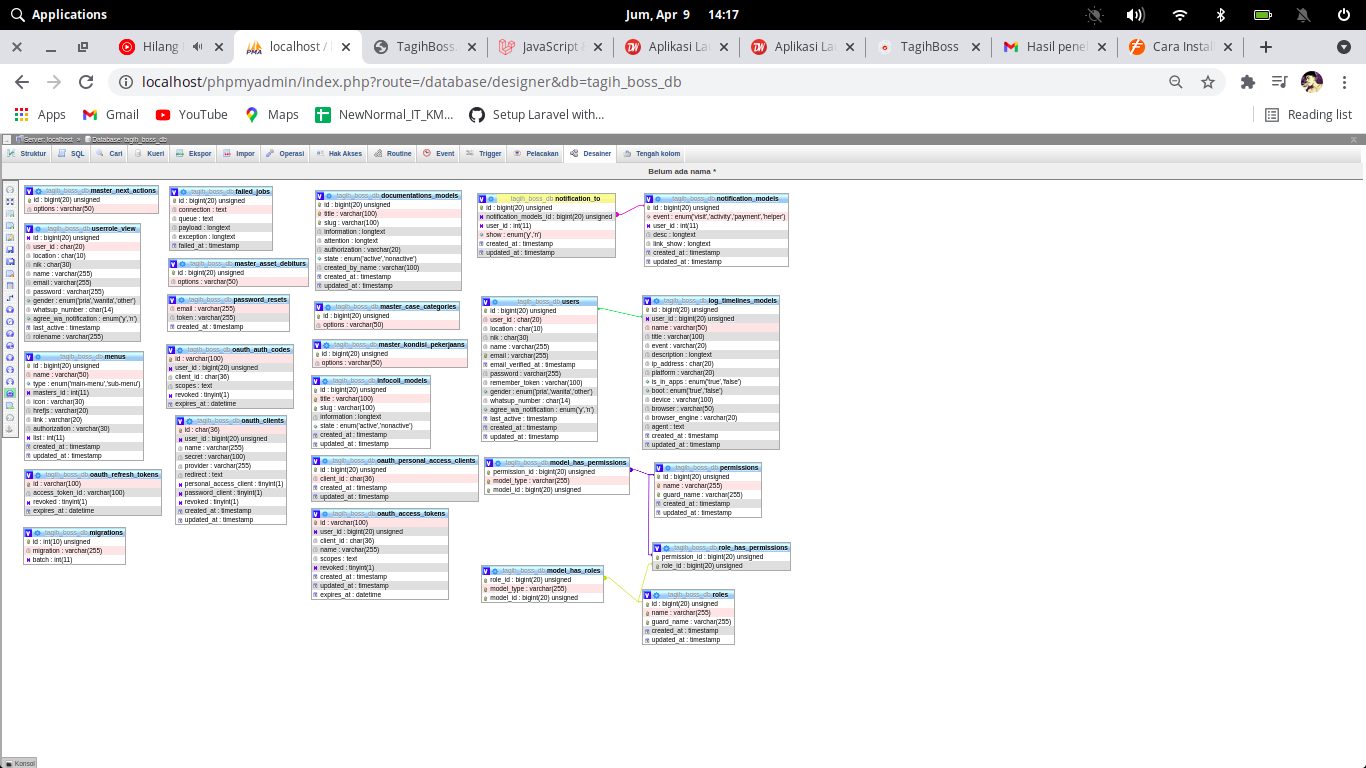 Applications
Jum, Apr 9 14:17
Hilang
localhost /
TagihBoss.
JavaScript
Aplikasi La
Aplikasi La
TagihBoss
Hasil pene
Cara Instal
localhost/phpmyadmin/index.php?route=/database/designer&db=tagih_boss_db
Apps
Gmail
YouTube
Maps
NewNormal_IT_KM...
Setup Laravel with...
Reading list
Server: localhost » Database: tagih_boss_db
Struktur
SQL
Cari
Kueri
Ekspor
Impor
Operasi
Hak Akses
Routine
Event
Trigger
Pelacakan
Desainer
Tengah kolom
Belum ada nama *
tagih_boss_db master_next_actions
id : bigint(20) unsigned
options : varchar(50)
tagih_boss_db userrole_view
id : bigint(20) unsigned
user_id : char(20)
location : char(10)
nik : char(30)
name : varchar(255)
email : varchar(255)
password : varchar(255)
gender : enum('pria','wanita','other')
whatsup_number : char(14)
agree_wa_notification : enum('y','n')
last_active : timestamp
rolename : varchar(255)
tagih_boss_db menus
id : bigint(20) unsigned
name : varchar(50)
type : enum('main-menu','sub-menu')
masters_id : int(11)
icon : varchar(30)
hrefjs : varchar(20)
link : varchar(20)
authorization : varchar(30)
list : int(11)
created_at : timestamp
updated_at : timestamp
tagih_boss_db oauth_refresh_tokens
id : varchar(100)
access_token_id : varchar(100)
revoked : tinyint(1)
expires_at : datetime
tagih_boss_db migrations
id : int(10) unsigned
migration : varchar(255)
batch : int(11)
tagih_boss_db failed_jobs
id : bigint(20) unsigned
connection : text
queue : text
payload : longtext
exception : longtext
failed_at : timestamp
tagih_boss_db master_asset_debiturs
id : bigint(20) unsigned
options : varchar(50)
tagih_boss_db password_resets
email : varchar(255)
token : varchar(255)
created_at : timestamp
tagih_boss_db oauth_auth_codes
id : varchar(100)
user_id : bigint(20) unsigned
client_id : char(36)
scopes : text
revoked : tinyint(1)
expires_at : datetime
tagih_boss_db oauth_clients
id : char(36)
user_id : bigint(20) unsigned
name : varchar(255)
secret : varchar(100)
provider : varchar(255)
redirect : text
personal_access_client : tinyint(1)
password_client : tinyint(1)
revoked : tinyint(1)
created_at : timestamp
updated_at : timestamp
tagih_boss_db documentations_models
id : bigint(20) unsigned
title : varchar(100)
slug : varchar(100)
information : longtext
attention : longtext
authorization : varchar(20)
state : enum('active','nonactive')
created_by_name : varchar(100)
created_at : timestamp
updated_at : timestamp
tagih_boss_db master_case_categories
id : bigint(20) unsigned
options : varchar(50)
tagih_boss_db master_kondisi_pekerjaans
id : bigint(20) unsigned
options : varchar(50)
tagih_boss_db infocoll_models
id : bigint(20) unsigned
title : varchar(100)
slug : varchar(100)
information : longtext
state : enum('active','nonactive')
created_at : timestamp
updated_at : timestamp
tagih_boss_db oauth_personal_access_clients
id : bigint(20) unsigned
client_id : char(36)
created_at : timestamp
updated_at : timestamp
tagih_boss_db oauth_access_tokens
id : varchar(100)
user_id : bigint(20) unsigned
client_id : char(36)
name : varchar(255)
scopes : text
revoked : tinyint(1)
created_at : timestamp
updated_at : timestamp
expires_at : datetime
tagih_boss_db notification_to
id : bigint(20) unsigned
notification_models_id : bigint(20) unsigned
user_id : int(11)
show : enum('y','n')
created_at : timestamp
updated_at : timestamp
tagih_boss_db users
id : bigint(20) unsigned
user_id : char(20)
location : char(10)
nik : char(30)
name : varchar(255)
email : varchar(255)
email_verified_at : timestamp
password : varchar(255)
remember_token : varchar(100)
gender : enum('pria','wanita','other')
whatsup_number : char(14)
agree_wa_notification : enum('y','n')
last_active : timestamp
created_at : timestamp
updated_at : timestamp
tagih_boss_db model_has_permissions
permission_id : bigint(20) unsigned
model_type : varchar(255)
model_id : bigint(20) unsigned
tagih_boss_db model_has_roles
role_id : bigint(20) unsigned
model_type : varchar(255)
model_id : bigint(20) unsigned
tagih_boss_db notification_models
id : bigint(20) unsigned
event : enum('visit','activity','payment','helper')
user_id : int(11)
desc : longtext
link_show : longtext
created_at : timestamp
updated_at : timestamp
tagih_boss_db log_timelines_models
id : bigint(20) unsigned
user_id : bigint(20) unsigned
name : varchar(50)
title : varchar(100)
event : varchar(20)
description : longtext
ip_address : char(20)
platform : varchar(20)
is_in_apps : enum('true','false')
boot : enum('true','false')
device : varchar(100)
browser : varchar(50)
browser_engine : varchar(20)
agent : text
created_at : timestamp
updated_at : timestamp
tagih_boss_db permissions
id : bigint(20) unsigned
name : varchar(255)
guard_name : varchar(255)
created_at : timestamp
updated_at : timestamp
tagih_boss_db role_has_permissions
permission_id : bigint(20) unsigned
role_id : bigint(20) unsigned
tagih_boss_db roles
id : bigint(20) unsigned
name : varchar(255)
guard_name : varchar(255)
created_at : timestamp
updated_at : timestamp
Konsol